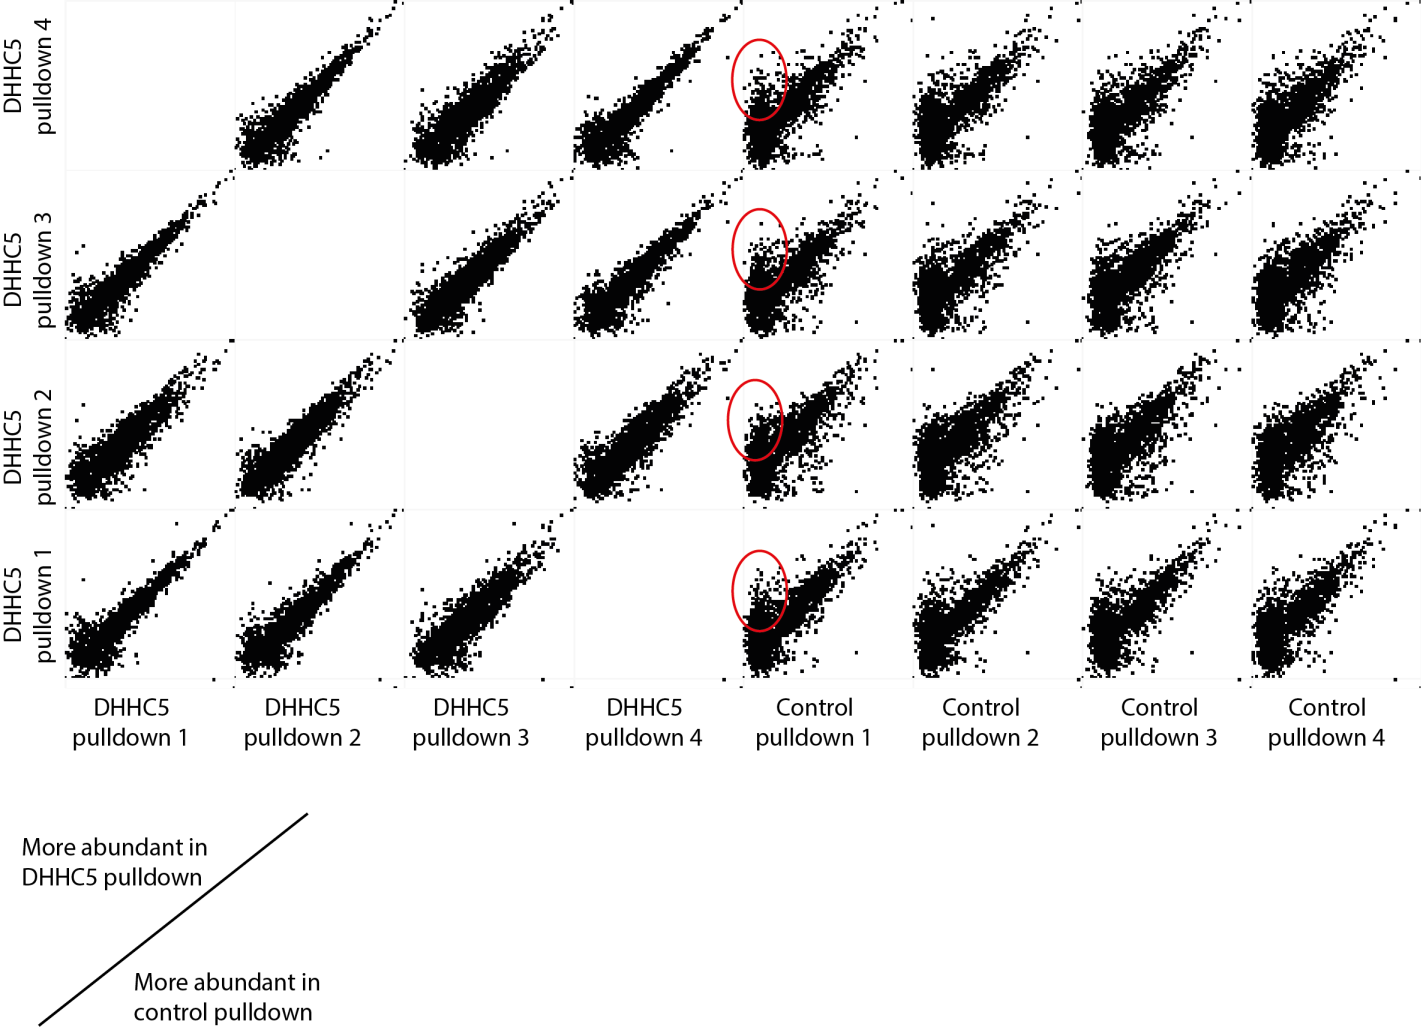 DHHC5
pulldown 4
DHHC5
pulldown 3
DHHC5
pulldown 2
DHHC5
pulldown 1
DHHC5
pulldown 1
DHHC5
pulldown 2
DHHC5
pulldown 3
DHHC5
pulldown 4
Control
pulldown 1
Control
pulldown 2
Control
pulldown 3
Control
pulldown 4
More abundant in
DHHC5 pulldown
More abundant in
control pulldown